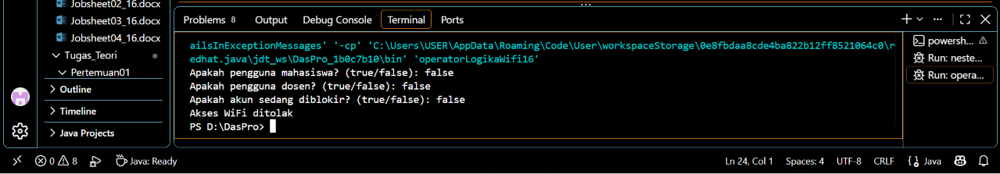 Jobsheet02_16.docx
Jobsheet03_16.docx
Jobsheet04_16.docx
Tugas_Teori
Pertemuan01
Outline
Timeline
Java Projects
Problems 8 Output Debug Console Terminal Ports
ailsInExceptionMessages' '-cp' 'C:\Users\USER\AppData\Roaming\Code\User\workspaceStorage\0e8fbdaa8cde4ba822b12ff8521064c0\r
edhat.java\jdt_ws\DasPro_1b0c7b10\bin' 'operatorLogikaWifi16'
Apakah pengguna mahasiswa? (true/false): false
Apakah pengguna dosen? (true/false): false
Apakah akun sedang diblokir? (true/false): false
Akses WiFi ditolak
PS D:\DasPro>
powersh...
Run: neste...
Run: opera...
0 8 Java: Ready Ln 24, Col 1 Spaces: 4 UTF-8 CRLF Java